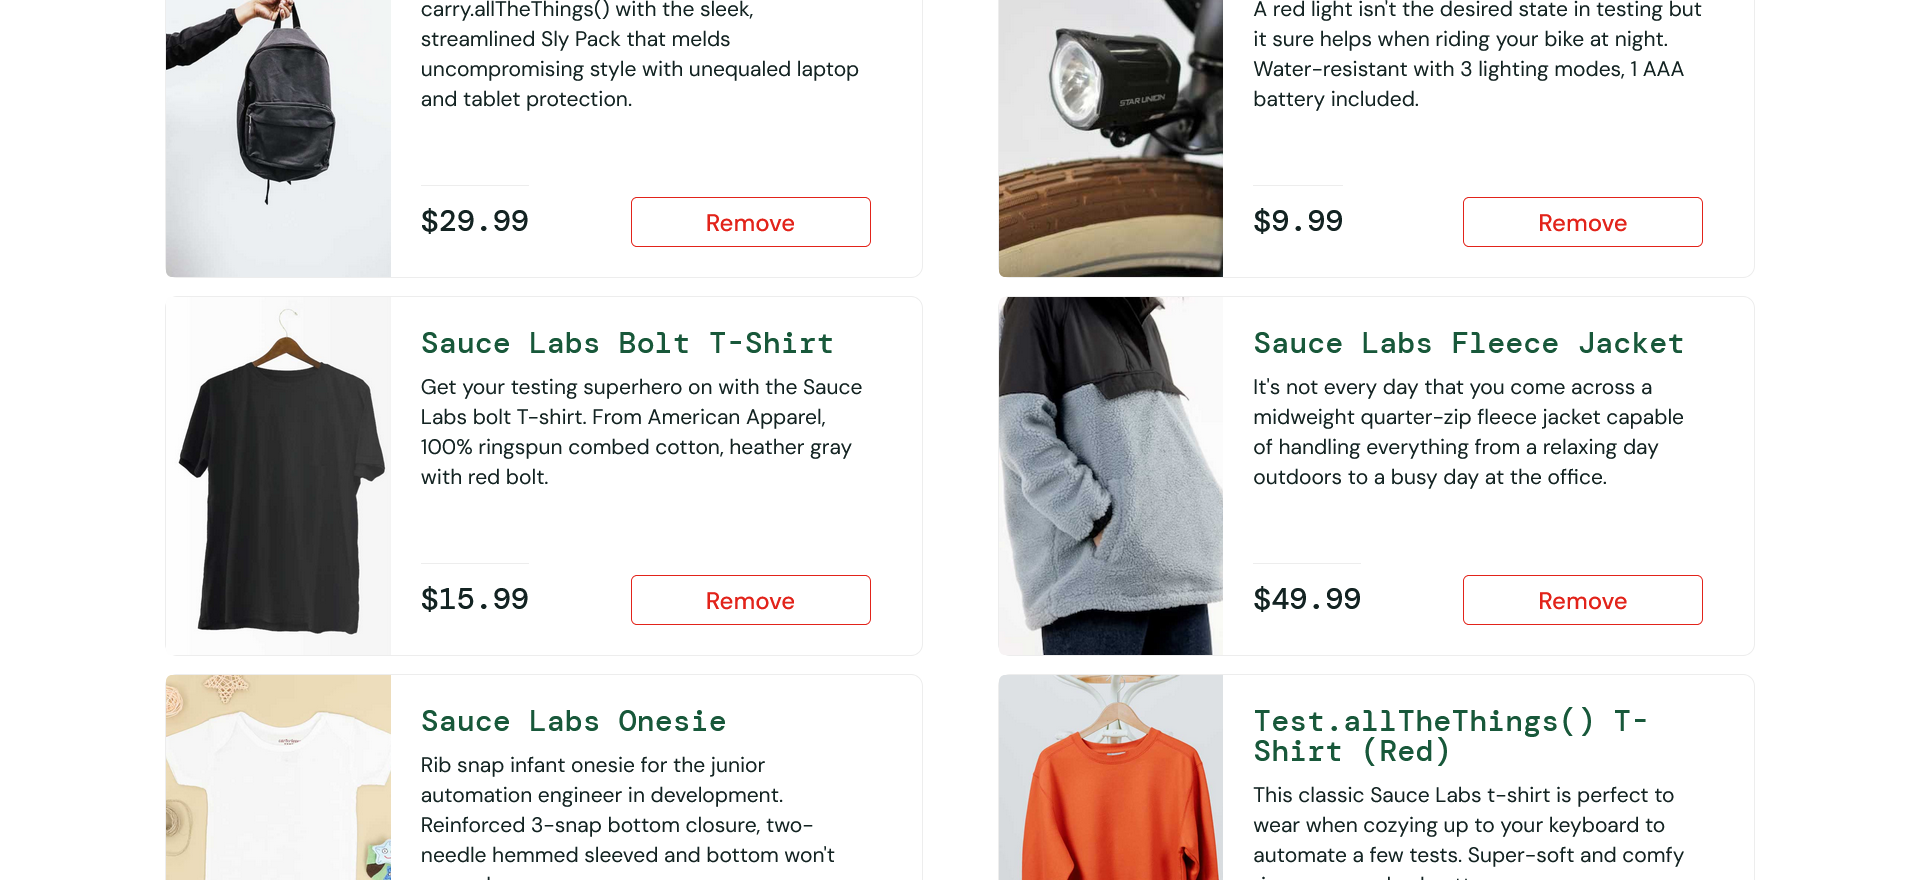 carry.allTheThings() with the sleek,
streamlined Sly Pack that melds
uncompromising style with unequaled laptop
and tablet protection.
$29.99
Remove
A red light isn't the desired state in testing but
it sure helps when riding your bike at night.
Water-resistant with 3 lighting modes, 1 AAA
battery included.
STAR UNION
$9.99
Remove
Sauce Labs Bolt T-Shirt
Get your testing superhero on with the Sauce
Labs bolt T-shirt. From American Apparel,
100% ringspun combed cotton, heather gray
with red bolt.
$15.99
Remove
Sauce Labs Fleece Jacket
It's not every day that you come across a
midweight quarter-zip fleece jacket capable
of handling everything from a relaxing day
outdoors to a busy day at the office.
$49.99
Remove
Sauce Labs Onesie
Rib snap infant onesie for the junior
automation engineer in development.
Reinforced 3-snap bottom closure, two-
needle hemmed sleeved and bottom won't
Test.allTheThings() T-
Shirt (Red)
This classic Sauce Labs t-shirt is perfect to
wear when cozying up to your keyboard to
automate a few tests. Super-soft and comfy